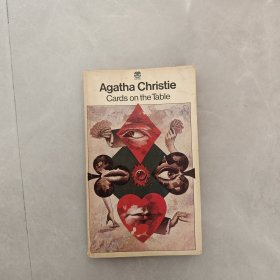 Agatha Christie
Cards on the Table